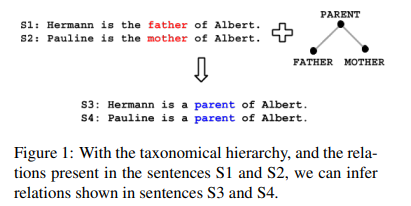 S1: Hermann is the father of Albert.
S2: Pauline is the mother of Albert.
PARENT
FATHER MOTHER
S3: Hermann is a parent of Albert.
S4: Pauline is a parent of Albert.
Figure 1: With the taxonomical hierarchy, and the rela-
tions present in the sentences S1 and S2, we can infer
relations shown in sentences S3 and S4.